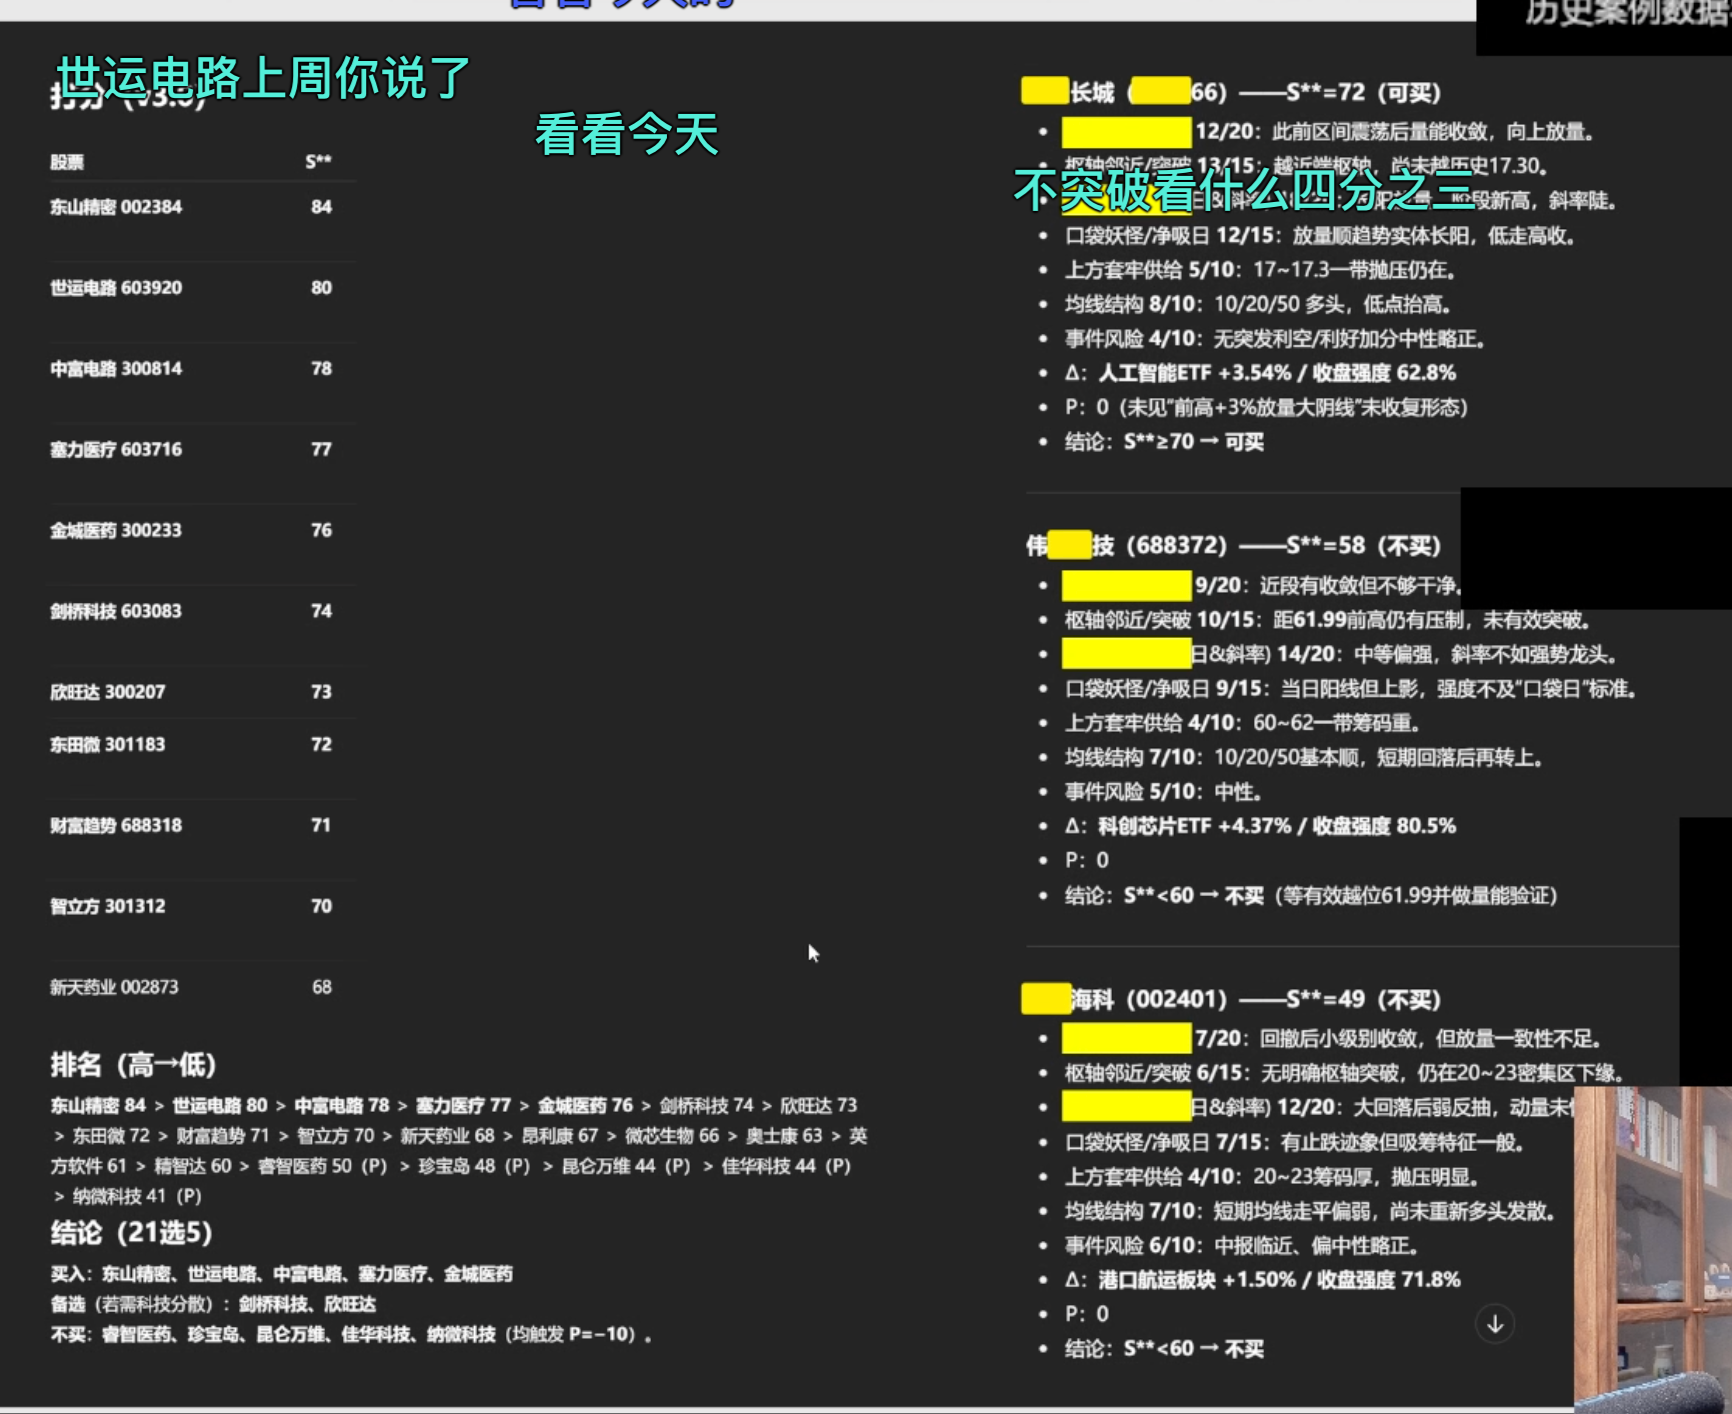 历史案例数据
世运电路上周你说了
看看今天
不突破看什么四分之三
打分（v3.0）
股票 S**
东山精密 002384 84
世运电路 603920 80
中富电路 300814 78
塞力医疗 603716 77
金城医药 300233 76
剑桥科技 603083 74
欣旺达 300207 73
东田微 301183 72
财富趋势 688318 71
智立方 301312 70
新天药业 002873 68
排名（高→低）
东山精密 84 > 世运电路 80 > 中富电路 78 > 塞力医疗 77 > 金城医药 76 > 剑桥科技 74 > 欣旺达 73
> 东田微 72 > 财富趋势 71 > 智立方 70 > 新天药业 68 > 昂利康 67 > 微芯生物 66 > 奥士康 63 > 英
方软件 61 > 精智达 60 > 睿智医药 50（P） > 珍宝岛 48（P） > 昆仑万维 44（P） > 佳华科技 44（P）
> 纳微科技 41（P）
结论（21选5）
买入：东山精密、世运电路、中富电路、塞力医疗、金城医药
备选（若需科技分散）：剑桥科技、欣旺达
不买：睿智医药、珍宝岛、昆仑万维、佳华科技、纳微科技（均触发 P=−10）。
长城（ 66）——S**=72（可买）
12/20：此前区间震荡后量能收敛，向上放量。
枢轴邻近/突破 13/15：越近端枢轴，尚未越历史17.30。
日&斜率 阶段新高，斜率陡。
口袋妖怪/净吸日 12/15：放量顺趋势实体长阳，低走高收。
上方套牢供给 5/10：17~17.3一带抛压仍在。
均线结构 8/10：10/20/50 多头，低点抬高。
事件风险 4/10：无突发利空/利好加分中性略正。
Δ：人工智能ETF +3.54% / 收盘强度 62.8%
P：0（未见"前高+3%放量大阴线"未收复形态）
结论：S**≥70 → 可买
伟 技（688372）——S**=58（不买）
9/20：近段有收敛但不够干净。
枢轴邻近/突破 10/15：距61.99前高仍有压制，未有效突破。
日&斜率) 14/20：中等偏强，斜率不如强势龙头。
口袋妖怪/净吸日 9/15：当日阳线但上影，强度不及"口袋日"标准。
上方套牢供给 4/10：60~62一带筹码重。
均线结构 7/10：10/20/50基本顺，短期回落后再转上。
事件风险 5/10：中性。
Δ：科创芯片ETF +4.37% / 收盘强度 80.5%
P：0
结论：S**<60 → 不买（等有效越位61.99并做量能验证）
海科（002401）——S**=49（不买）
7/20：回撤后小级别收敛，但放量一致性不足。
枢轴邻近/突破 6/15：无明确枢轴突破，仍在20~23密集区下缘。
日&斜率) 12/20：大回落后弱反抽，动量未
口袋妖怪/净吸日 7/15：有止跌迹象但吸筹特征一般。
上方套牢供给 4/10：20~23筹码厚，抛压明显。
均线结构 7/10：短期均线走平偏弱，尚未重新多头发散。
事件风险 6/10：中报临近、偏中性略正。
Δ：港口航运板块 +1.50% / 收盘强度 71.8%
P：0
结论：S**<60 → 不买